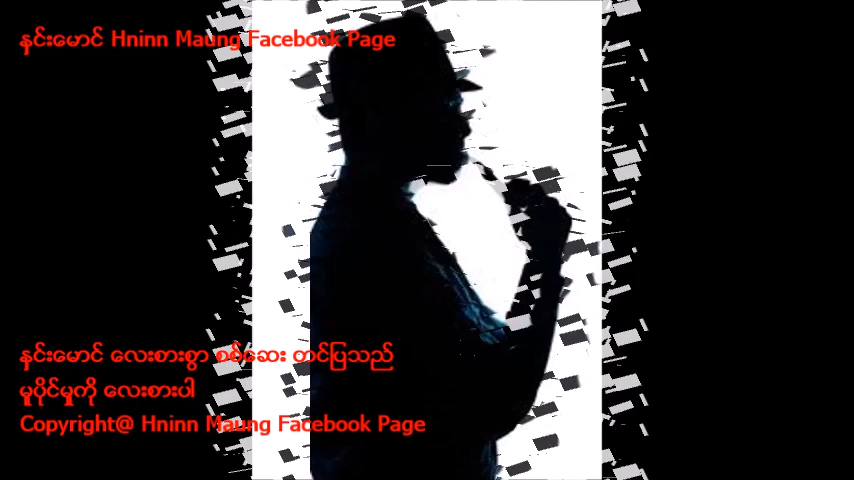 နှင်းမောင် Hninn Maung Facebook Page
နှင်းမောင် လေးစားစွာ စစ်ဆေး တင်ပြသည်
မူပိုင်မှုကို လေးစားပါ
Copyright@ Hninn Maung Facebook Page